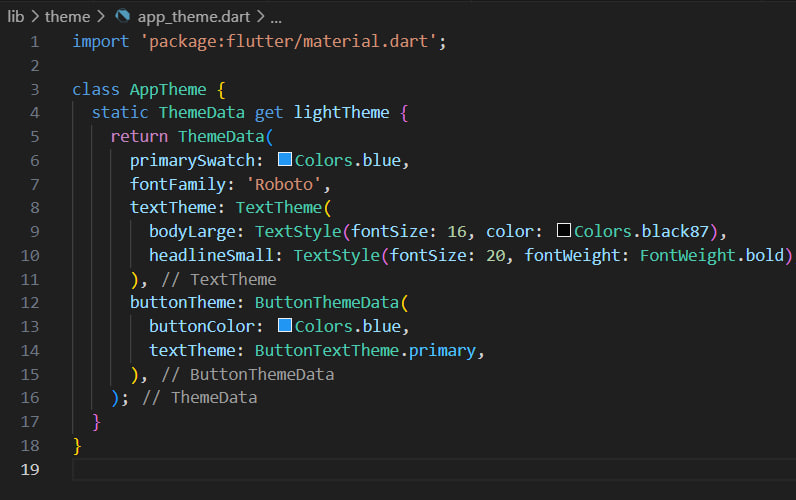 lib > theme > app_theme.dart > ...
1 import 'package:flutter/material.dart';
2
3 class AppTheme {
4   static ThemeData get lightTheme {
5     return ThemeData(
6       primarySwatch: Colors.blue,
7       fontFamily: 'Roboto',
8       textTheme: TextTheme(
9         bodyLarge: TextStyle(fontSize: 16, color: Colors.black87),
10         headlineSmall: TextStyle(fontSize: 20, fontWeight: FontWeight.bold)
11       ), // TextTheme
12       buttonTheme: ButtonThemeData(
13         buttonColor: Colors.blue,
14         textTheme: ButtonTextTheme.primary,
15       ), // ButtonThemeData
16     ); // ThemeData
17   }
18 }
19